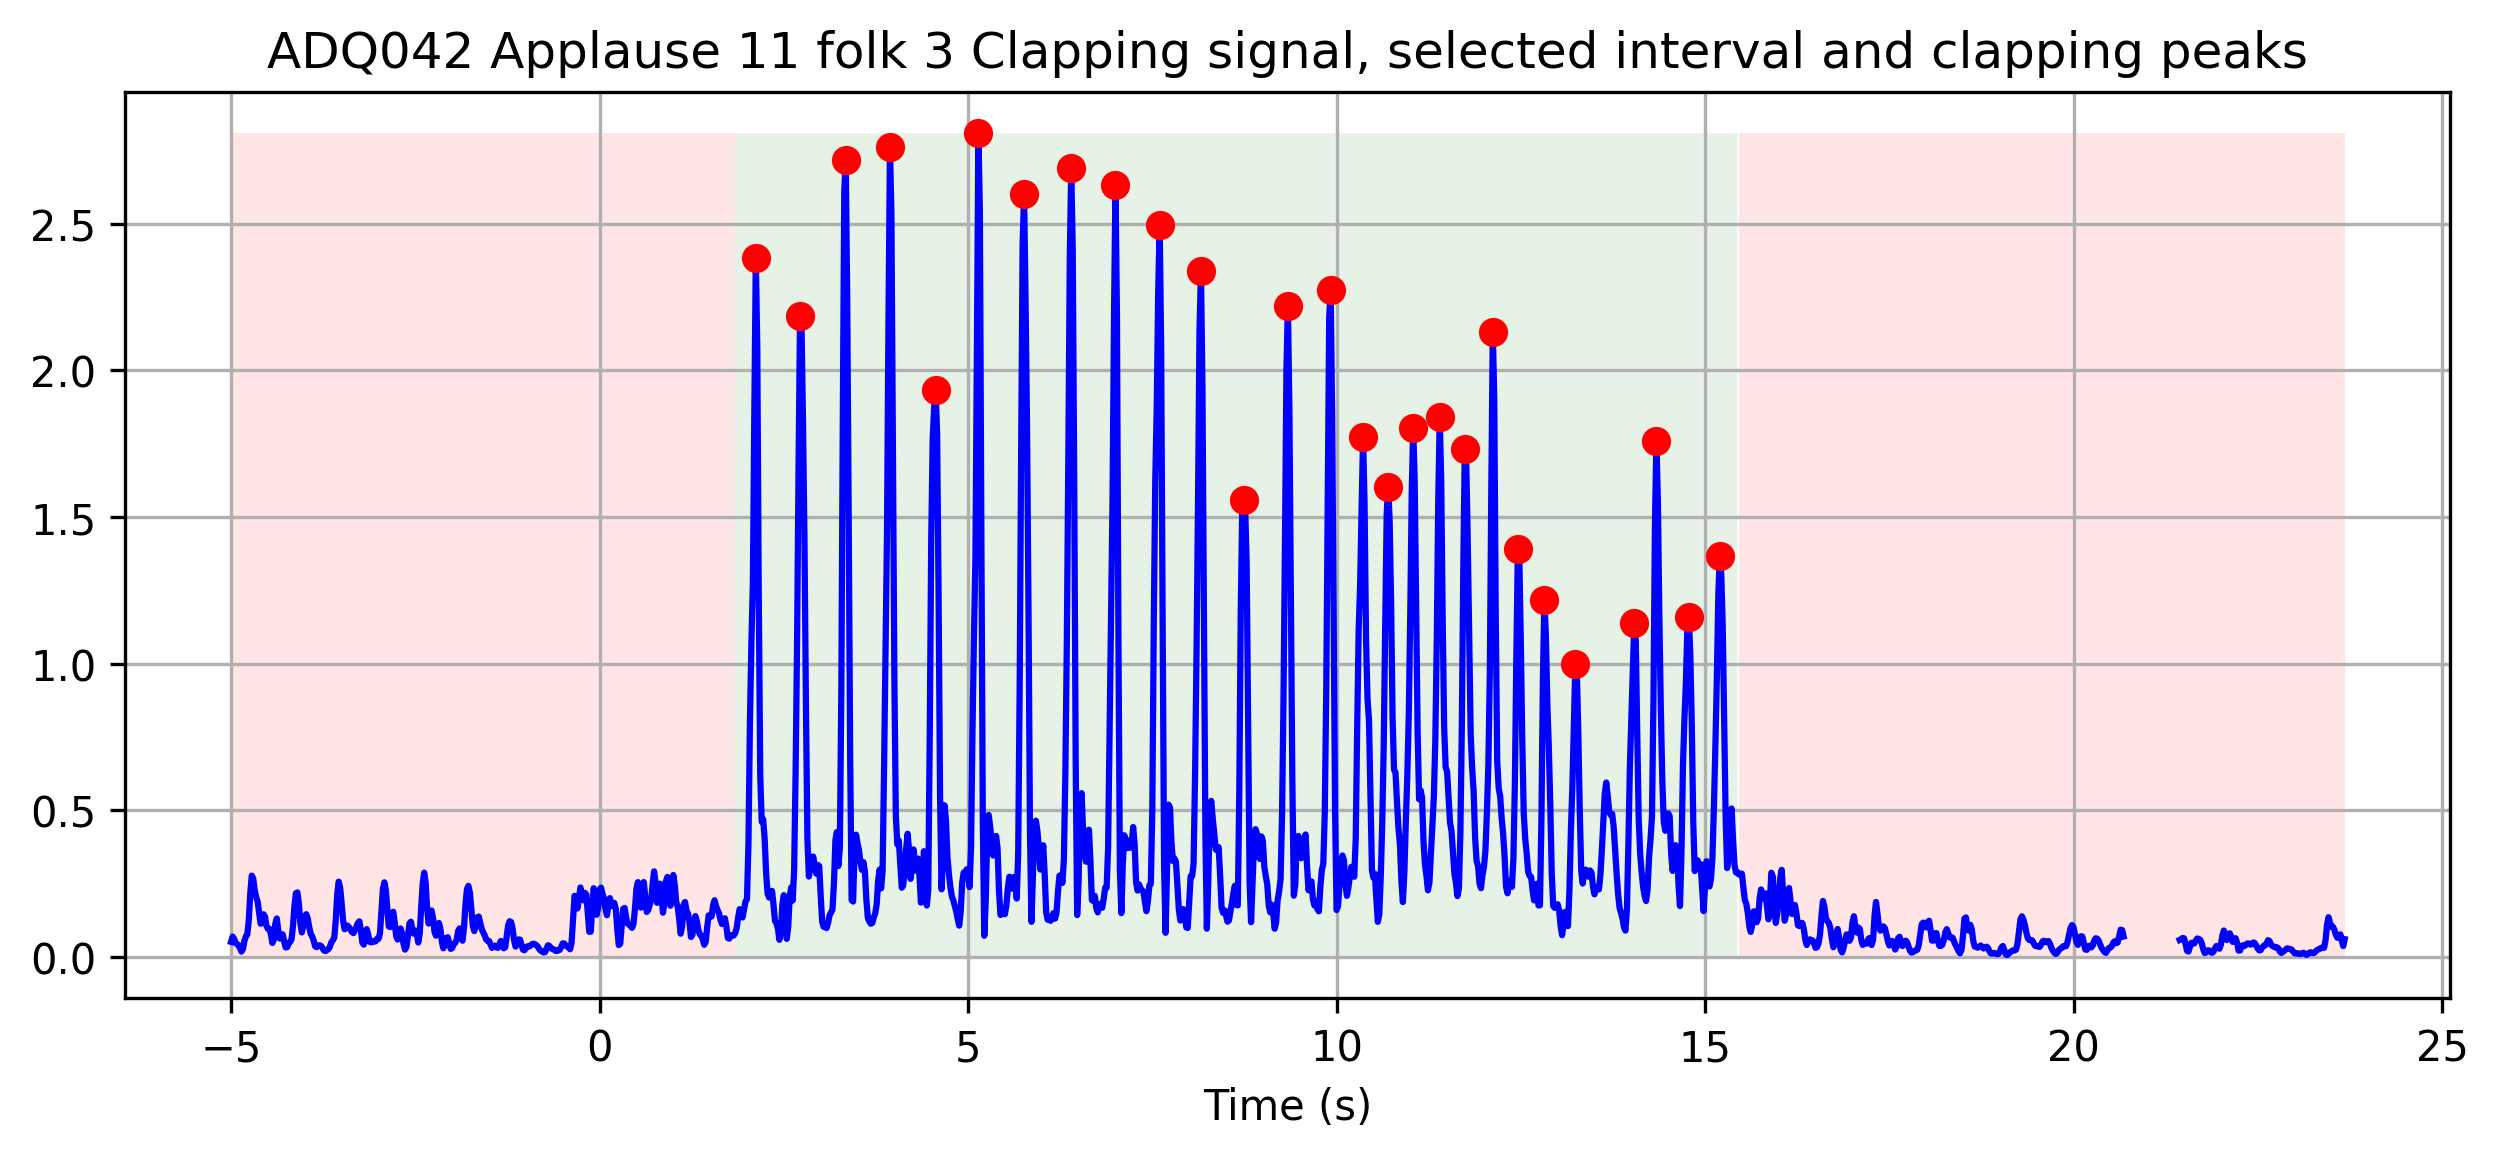 ADQ042 Applause 11 folk 3 Clapping signal, selected interval and clapping peaks
2.5
2.0
1.5
1.0
0.5
0.0
−5 0 5 10 15 20 25
Time (s)